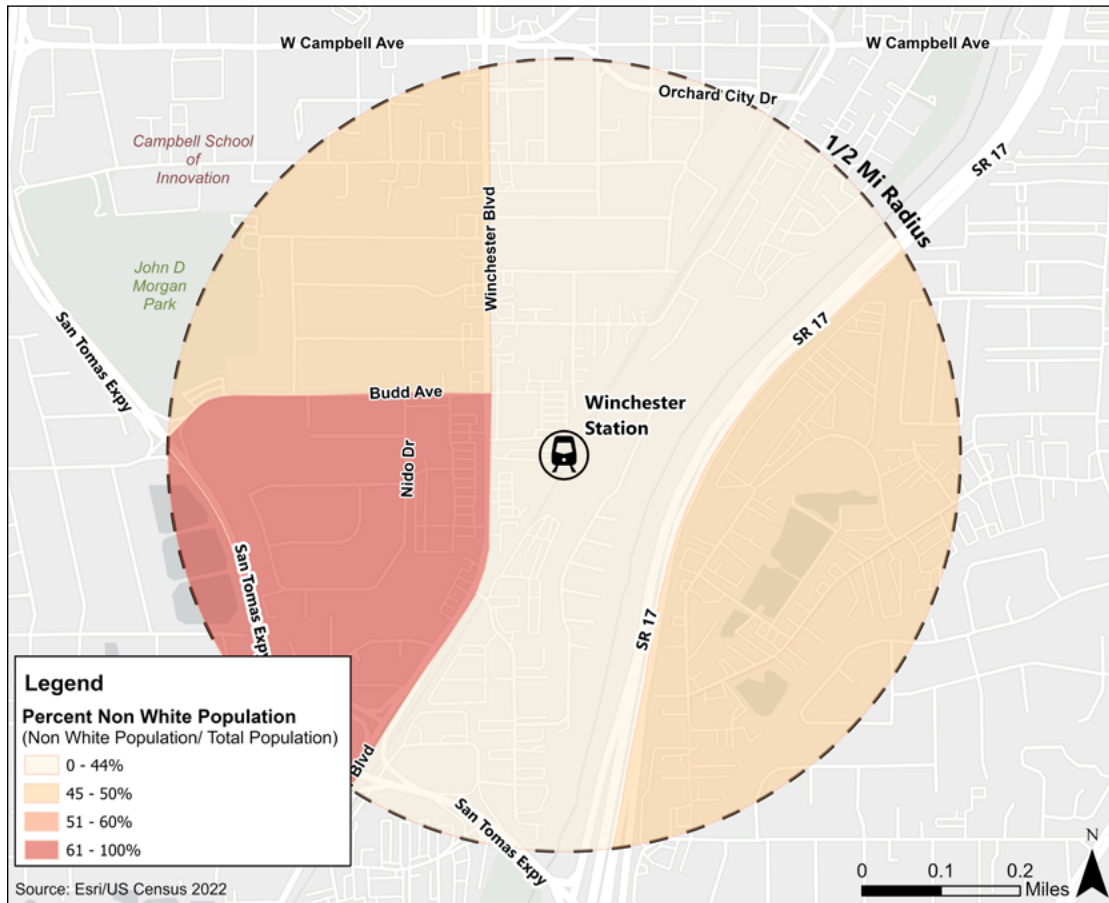 W Campbell Ave
W Campbell Ave
Orchard City Dr
Campbell School
of
Innovation
1/2 Mi Radius
SR 17
Winchester Blvd
John D
Morgan
Park
San Tomas Expy
SR 17
Budd Ave
Winchester
Station
Nido Dr
San Tomas Expy
SR 17
Legend
Percent Non White Population
(Non White Population/ Total Population)
0 - 44%
45 - 50%
51 - 60%
61 - 100%
Blvd
San Tomas Expy
N
0 0.1 0.2
Miles
Source: Esri/US Census 2022